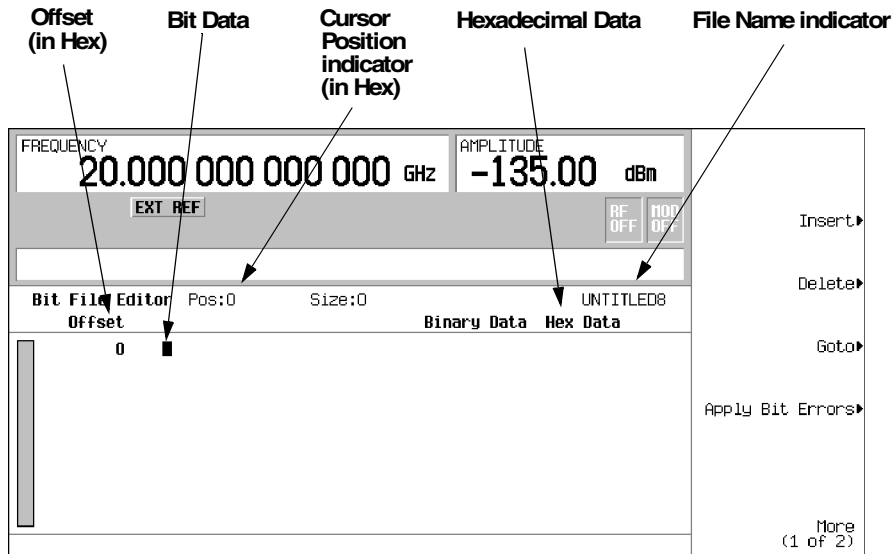 Offset
(in Hex)
Bit Data
Cursor
Position
indicator
(in Hex)
Hexadecimal Data
File Name indicator
FREQUENCY
20.000 000 000 000 GHz
AMPLITUDE
-135.00 dBm
EXT REF
RF
OFF
MOD
OFF
Bit File Editor Pos:0 Size:0 UNTITLED8
Offset Binary Data Hex Data
0
Insert
Delete
Goto
Apply Bit Errors
More
(1 of 2)